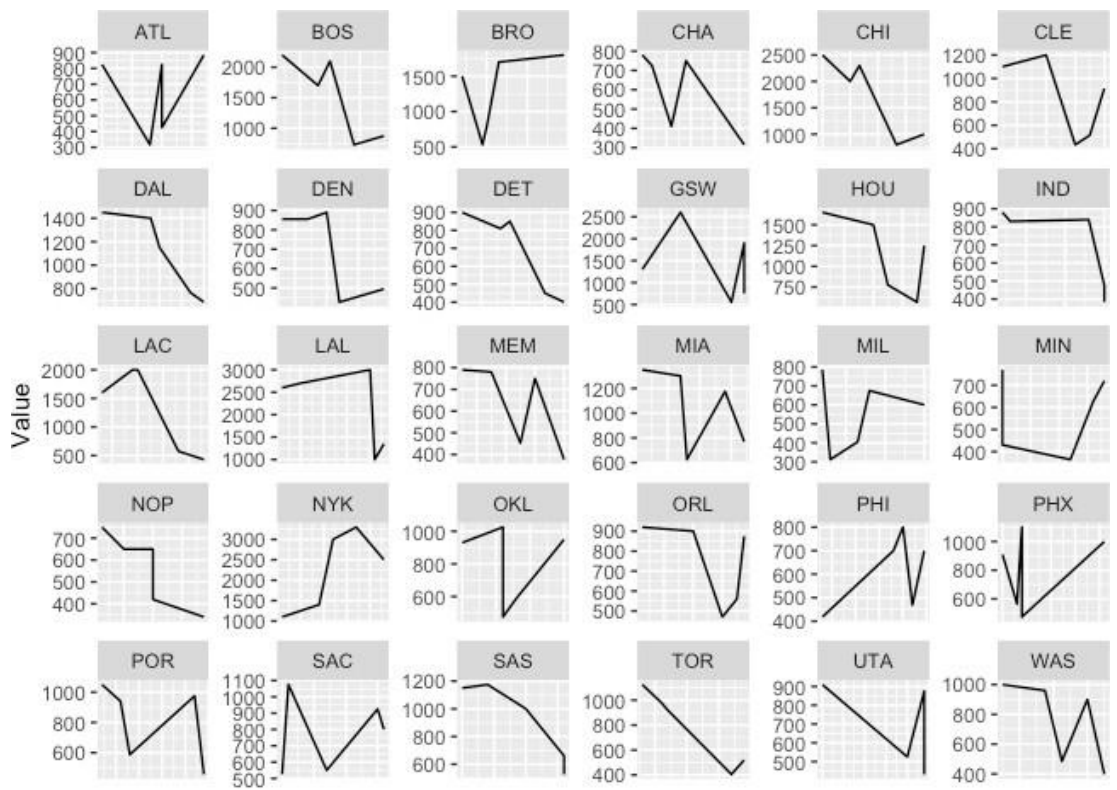 ATL BOS BRO CHA CHI CLE
900 800 700 600 500 400 300
2000 1000
1500 1000 500
800 700 600 500 400 300
2500 2000 1500 1000
1200 1000 800 600 400
DAL DEN DET GSW HOU IND
1400 1200 1000 800
900 800 700 600 500
900 800 700 600 500 400
2500 2000 1500 1000 500
1500 1250 1000 750
900 800 700 600 500 400
LAC LAL MEM MIA MIL MIN
2000 1500 1000 500
3000 2500 2000 1500 1000
800 700 600 500 400
1200 1000 800 600
800 700 600 500 400 300
700 600 500 400
Value
NOP NYK OKL ORL PHI PHX
700 600 500 400
3000 2500 2000 1500 1000
1000 800 600
900 800 700 600 500
800 700 600 500 400
1000 800 600
POR SAC SAS TOR UTA WAS
1000 800 600
1100 1000 900 800 700 600 500
1200 1000 800 600
1000 800 600 400
900 800 700 600 500
1000 800 600 400